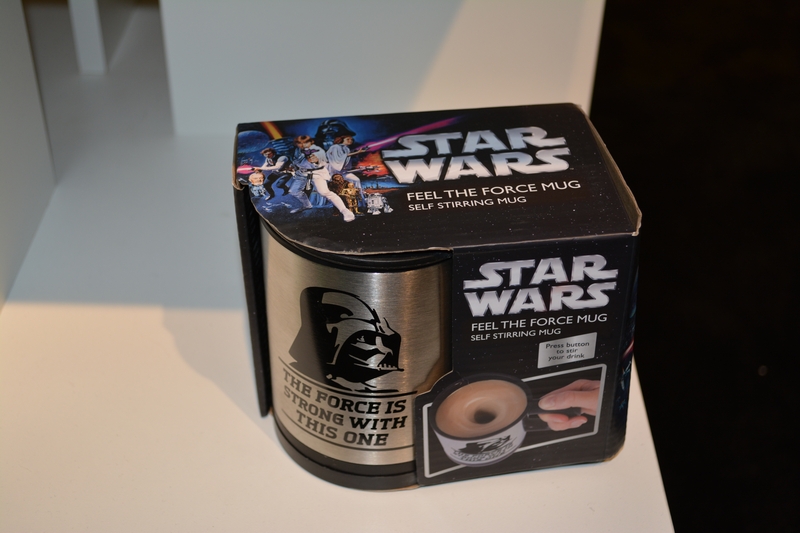 STAR
WARS
FEEL THE FORCE MUG
SELF STIRRING MUG
STAR
WARS
FEEL THE FORCE MUG
SELF STIRRING MUG
Press button
to stir
your drink
THE FORCE IS
STRONG WITH
THIS ONE